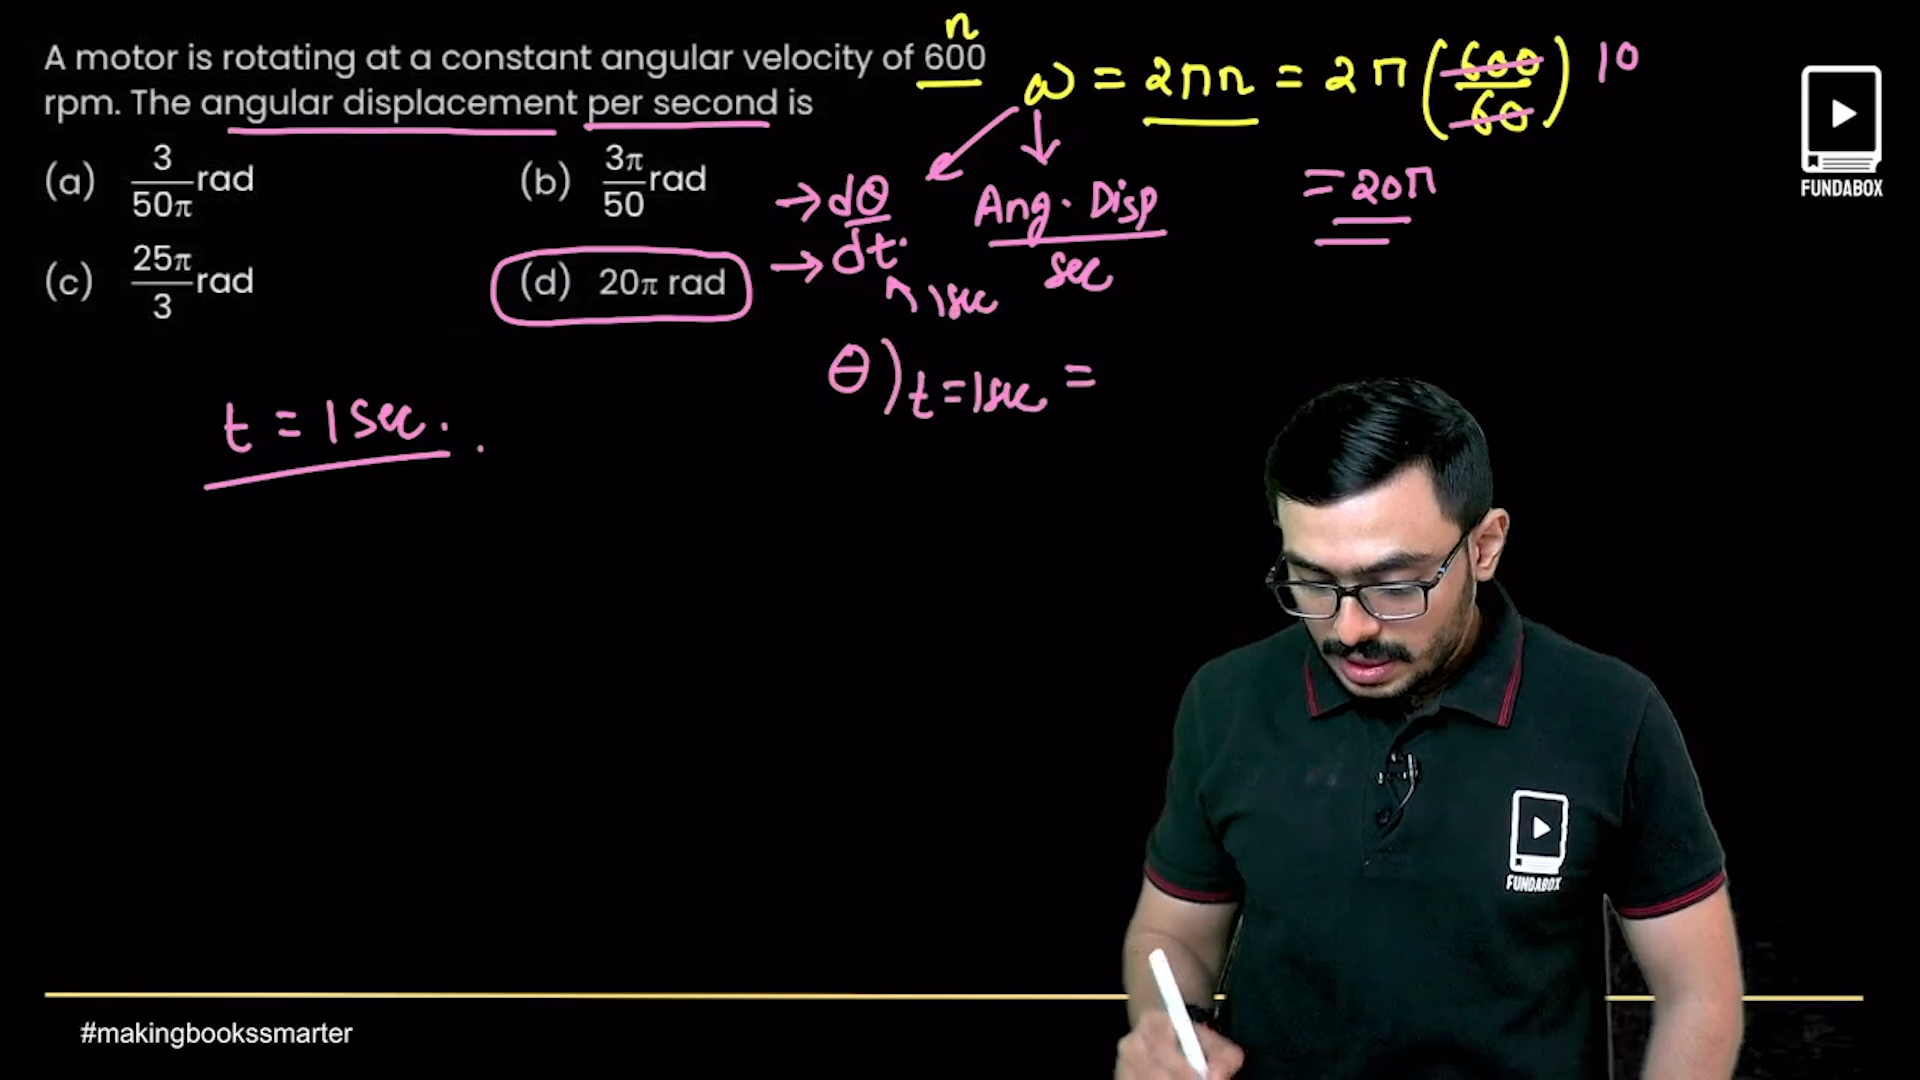 A motor is rotating at a constant angular velocity of 600
rpm. The angular displacement per second is
(a) 3/50π rad
(b) 3π/50 rad
(c) 25π/3 rad
(d) 20π rad
n
ω = 2πn = 2π (600/60) 10
= 20π
→ dθ
→ dt.
↖ 1sec
Ang. Disp
sec
θ) t = 1sec =
t = 1 Sec.
FUNDABOX
FUNDABOX
#makingbookssmarter